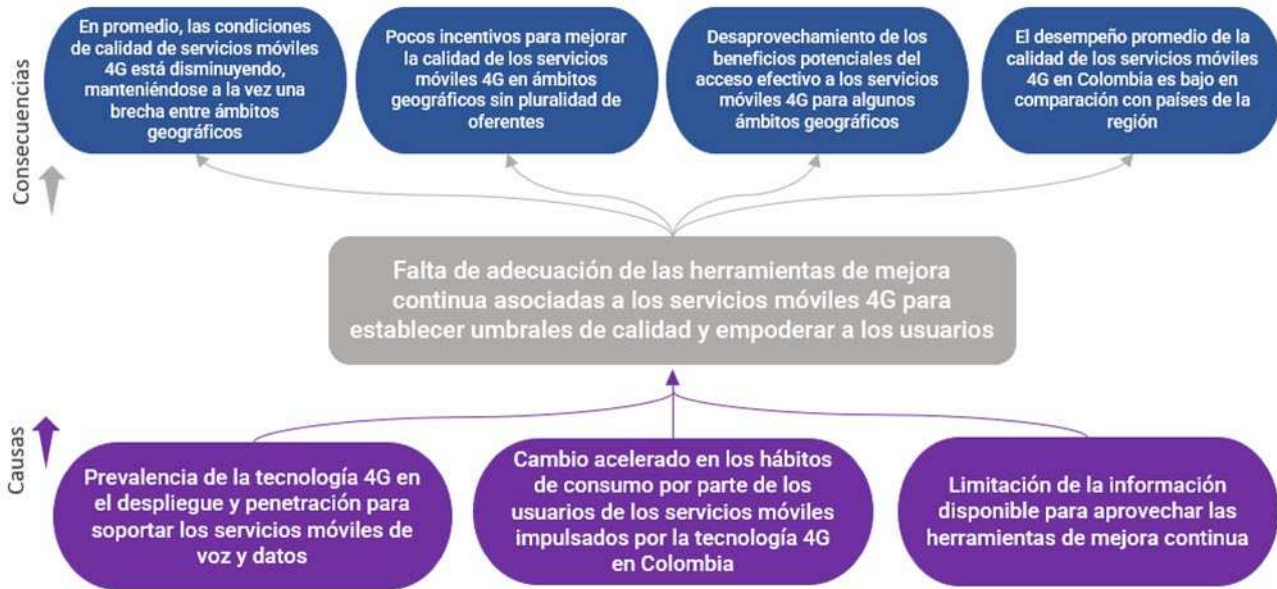 Consecuencias
En promedio, las condiciones
de calidad de servicios móviles
4G está disminuyendo,
manteniéndose a la vez una
brecha entre ámbitos
geográficos
Pocos incentivos para mejorar
la calidad de los servicios
móviles 4G en ámbitos
geográficos sin pluralidad de
oferentes
Desaprovechamiento de los
beneficios potenciales del
acceso efectivo a los servicios
móviles 4G para algunos
ámbitos geográficos
El desempeño promedio de la
calidad de los servicios móviles
4G en Colombia es bajo en
comparación con países de la
región
Falta de adecuación de las herramientas de mejora
continua asociadas a los servicios móviles 4G para
establecer umbrales de calidad y empoderar a los usuarios
Causas
Prevalencia de la tecnología 4G en
el despliegue y penetración para
soportar los servicios móviles de
voz y datos
Cambio acelerado en los hábitos
de consumo por parte de los
usuarios de los servicios móviles
impulsados por la tecnología 4G
en Colombia
Limitación de la información
disponible para aprovechar las
herramientas de mejora continua